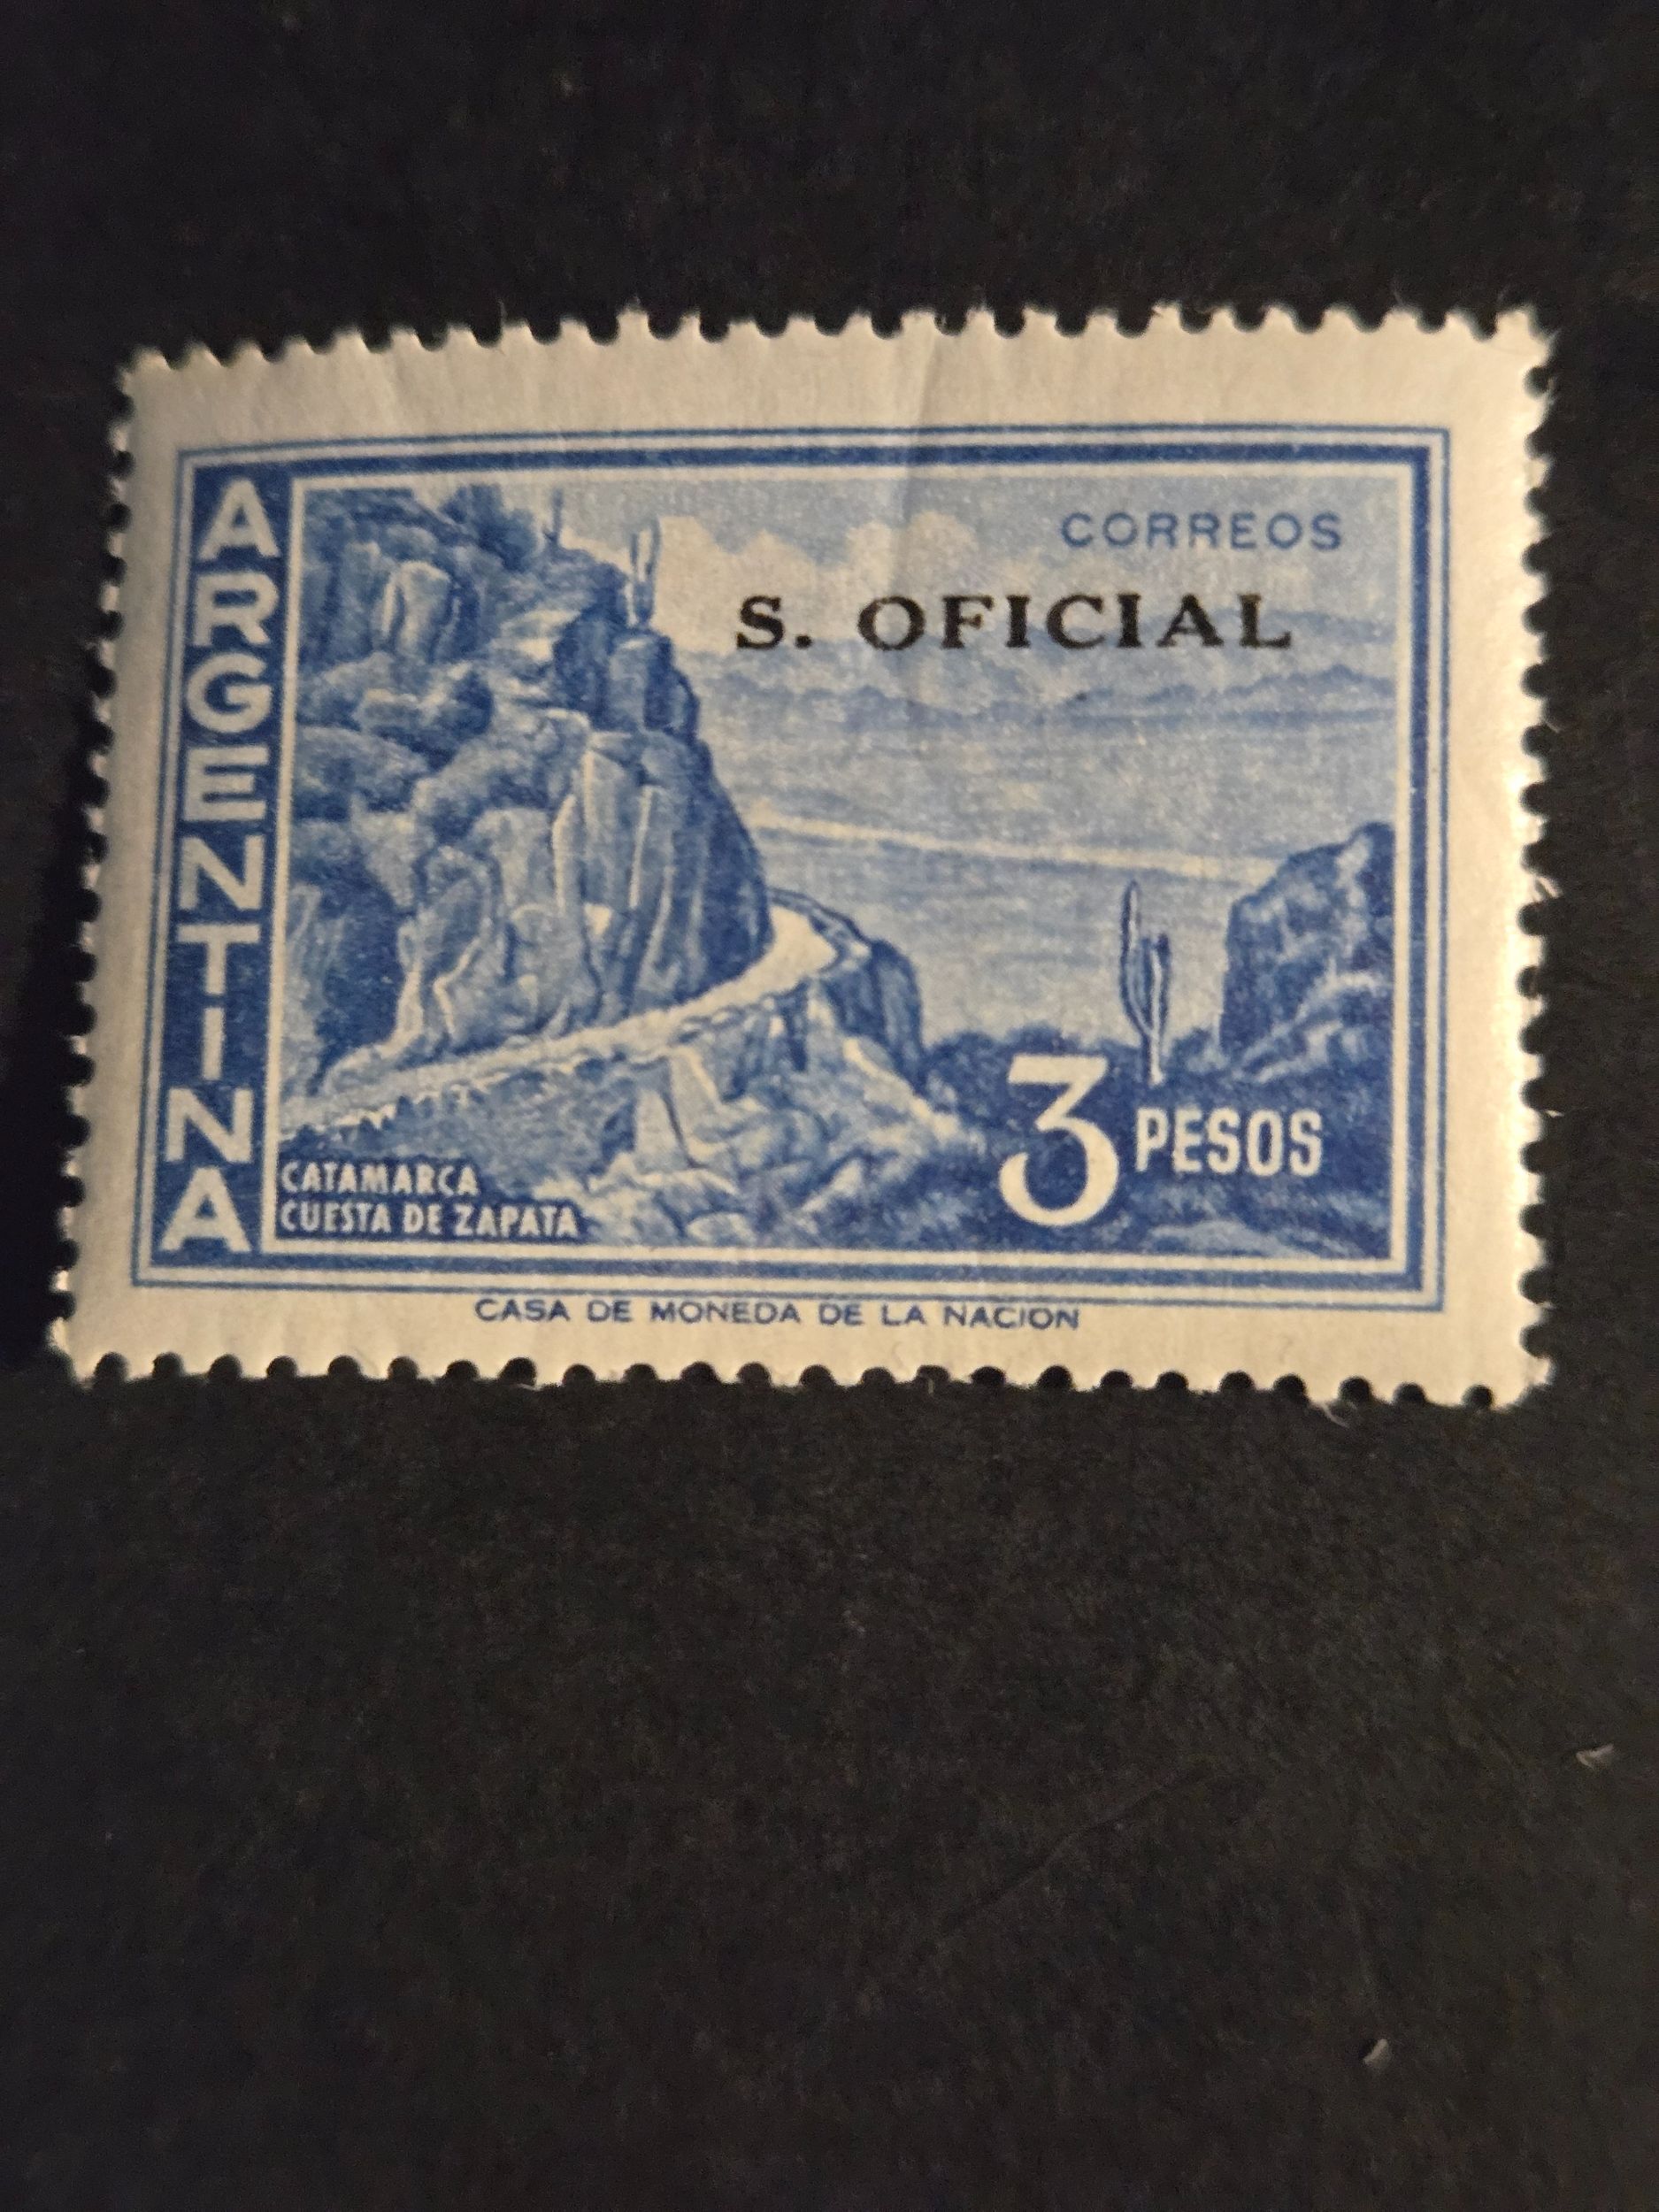 ARGENTINA
CORREOS
S. OFICIAL
3 PESOS
CATAMARCA
CUESTA DE ZAPATA
CASA DE MONEDA DE LA NACION